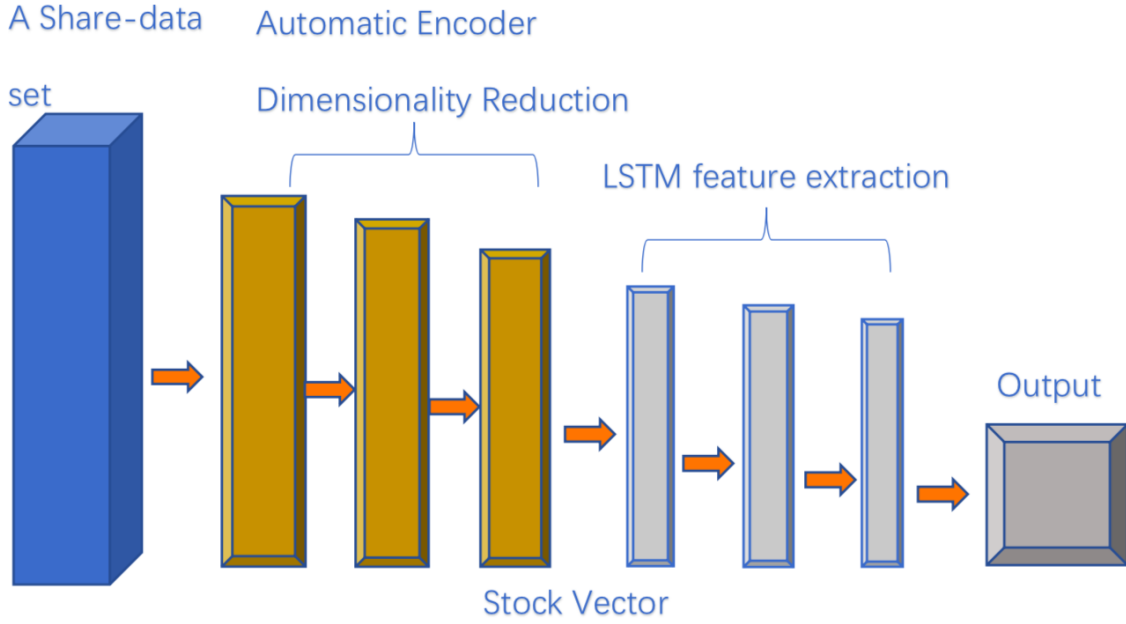 A Share-data
set
Automatic Encoder
Dimensionality Reduction
LSTM feature extraction
Output
Stock Vector